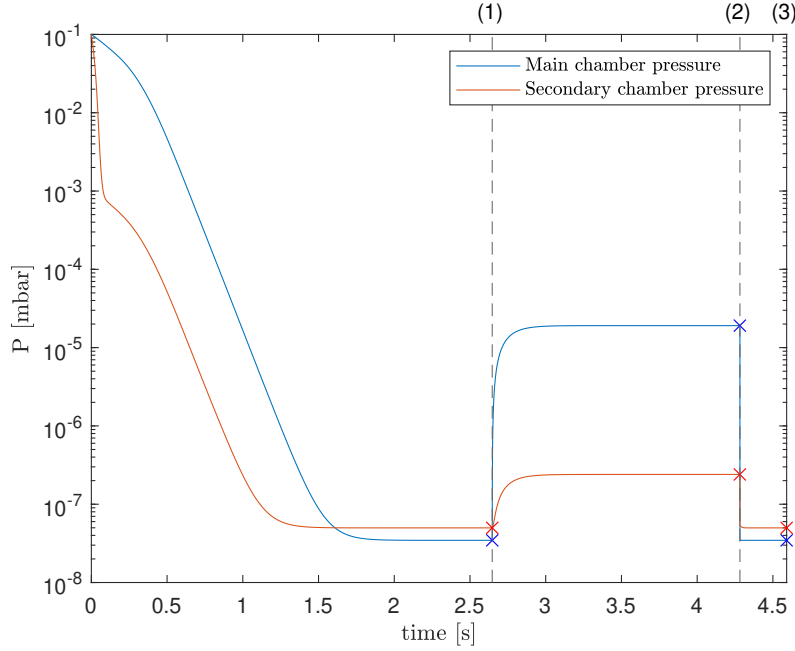 (1) (2) (3)
10^-1
Main chamber pressure
Secondary chamber pressure
10^-2
10^-3
10^-4
P [mbar]
10^-5
10^-6
10^-7
10^-8
0 0.5 1 1.5 2 2.5 3 3.5 4 4.5
time [s]